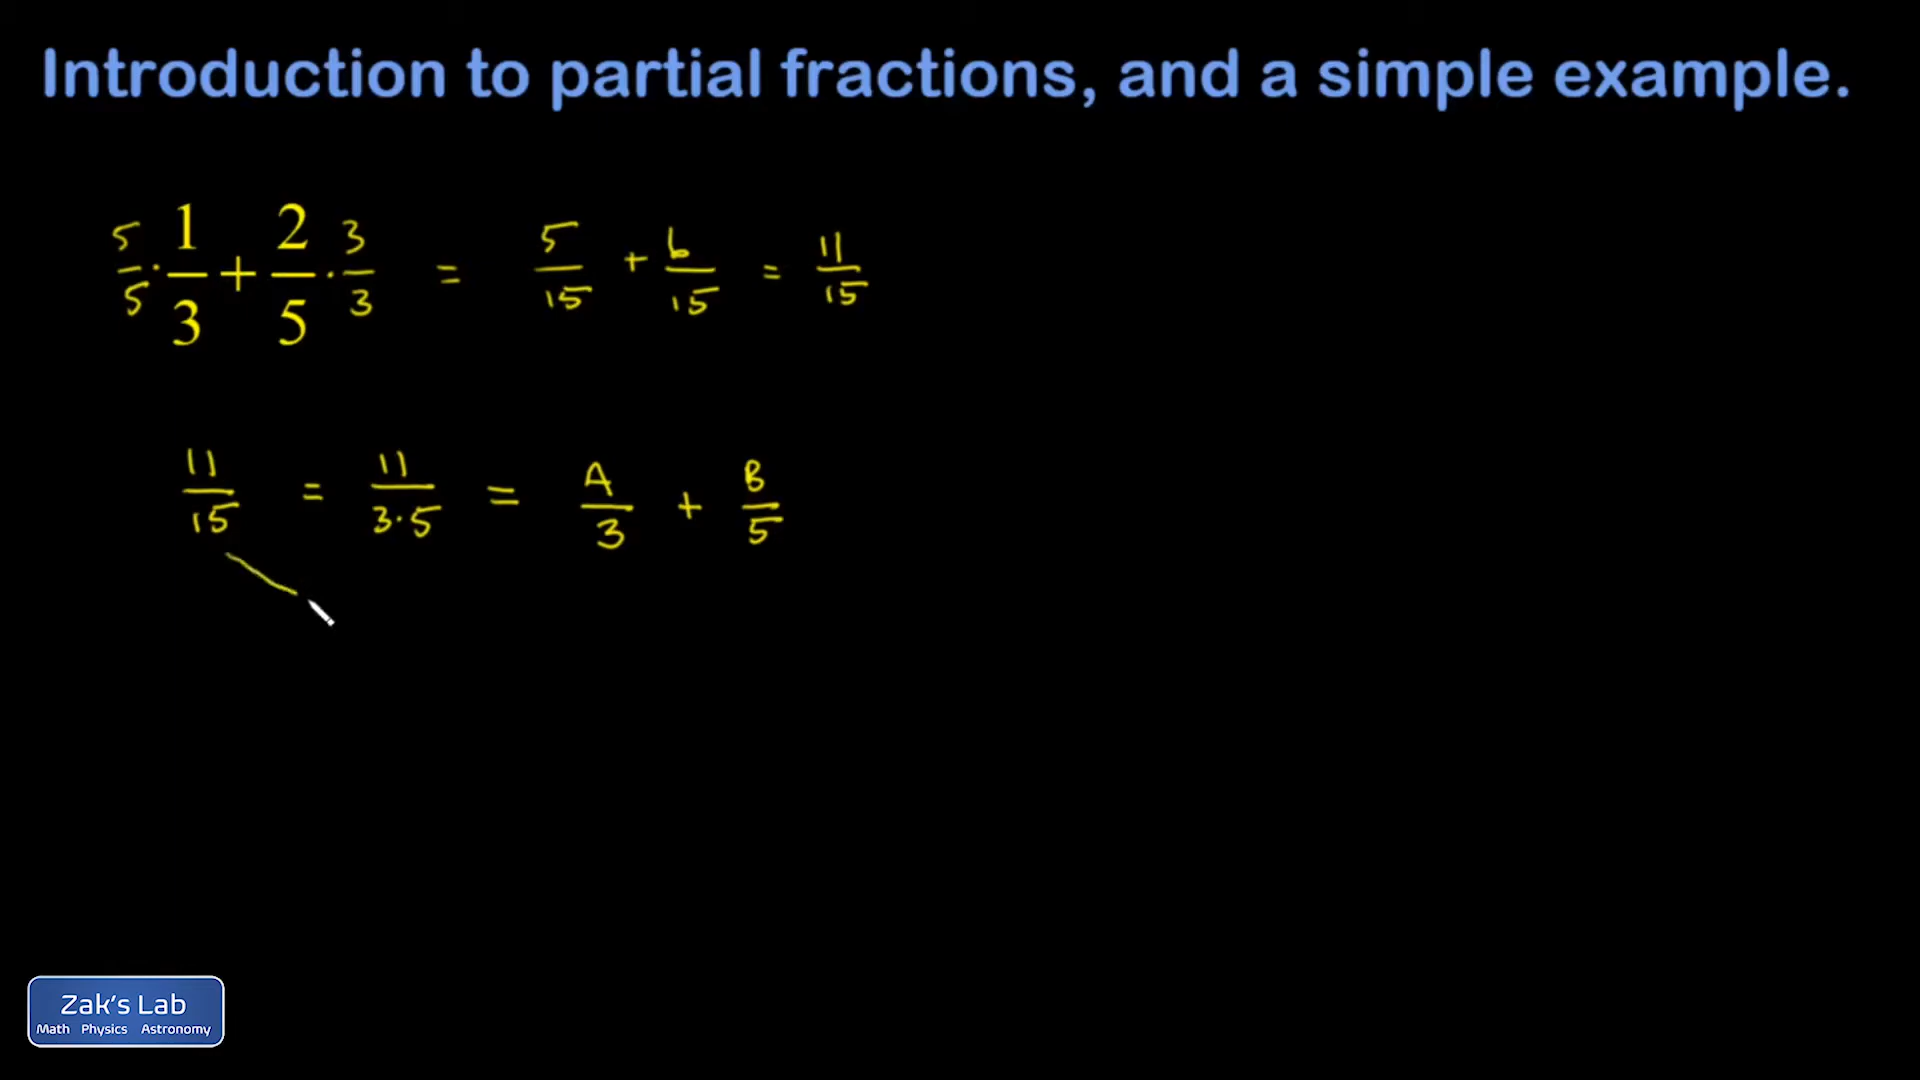 Introduction to partial fractions, and a simple example.
5/5 · 1/3 + 2/5 · 3/3 = 5/15 + 6/15 = 11/15
11/15 = 11/3·5 = A/3 + B/5
Zak's Lab
Math Physics Astronomy